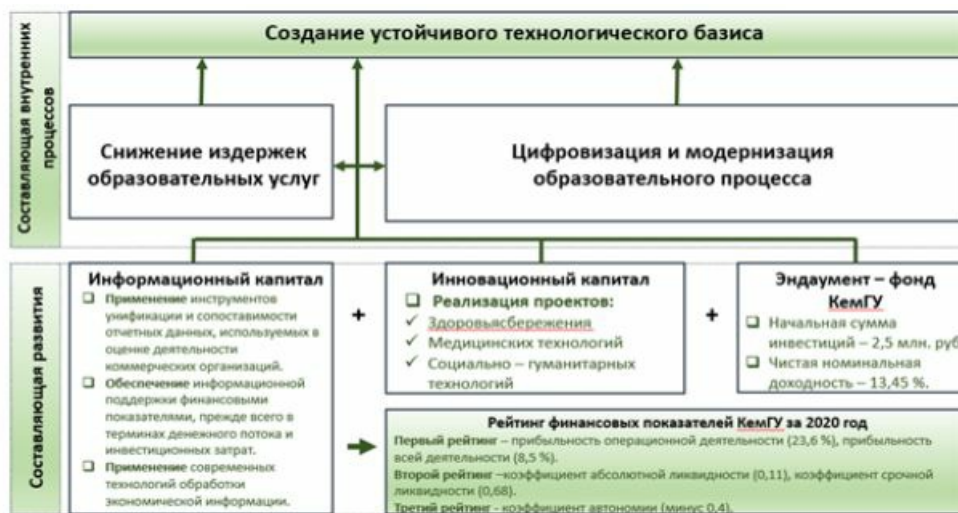 Составляющая внутренних процессов
Создание устойчивого технологического базиса
Снижение издержек
образовательных услуг
Цифровизация и модернизация
образовательного процесса
Составляющая развития
Информационный капитал
Применение инструментов
унификации и сопоставимости
отчетных данных, используемых в
оценке деятельности
коммерческих организаций.
Обеспечение информационной
поддержки финансовыми
показателями, прежде всего в
терминах денежного потока и
инвестиционных затрат.
Применение современных
технологий обработки
экономической информации.
+
Инновационный капитал
Реализация проектов:
Здоровьясбережения
Медицинских технологий
Социально – гуманитарных
технологий
+
Эндаумент – фонд
КемГУ
Начальная сумма
инвестиций – 2,5 млн. руб
Чистая номинальная
доходность – 13,45 %.
Рейтинг финансовых показателей КемГУ за 2020 год
Первый рейтинг – прибыльность операционной деятельности (23,6 %), прибыльность
всей деятельности (8,5 %).
Второй рейтинг –коэффициент абсолютной ликвидности (0,11), коэффициент срочной
ликвидности (0,68).
Третий рейтинг - коэффициент автономии (минус 0,4).